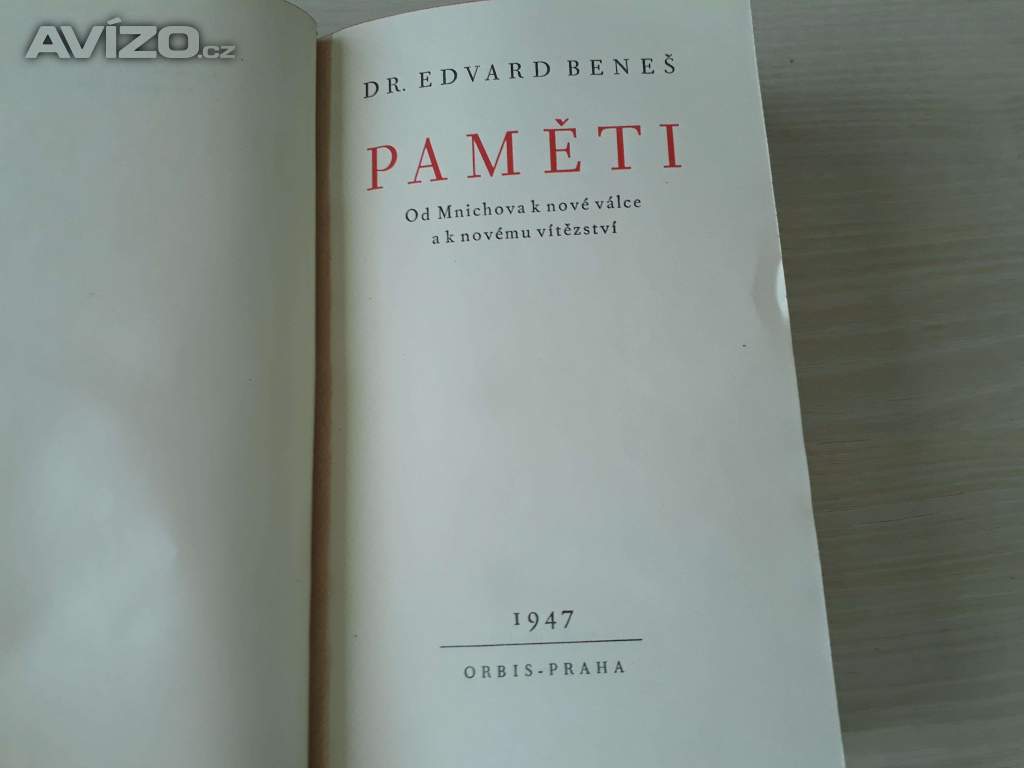 AVÍZO.cz
DR. EDVARD BENEŠ
PAMĚTI
Od Mnichova k nové válce
a k novému vítězství
1947
ORBIS-PRAHA